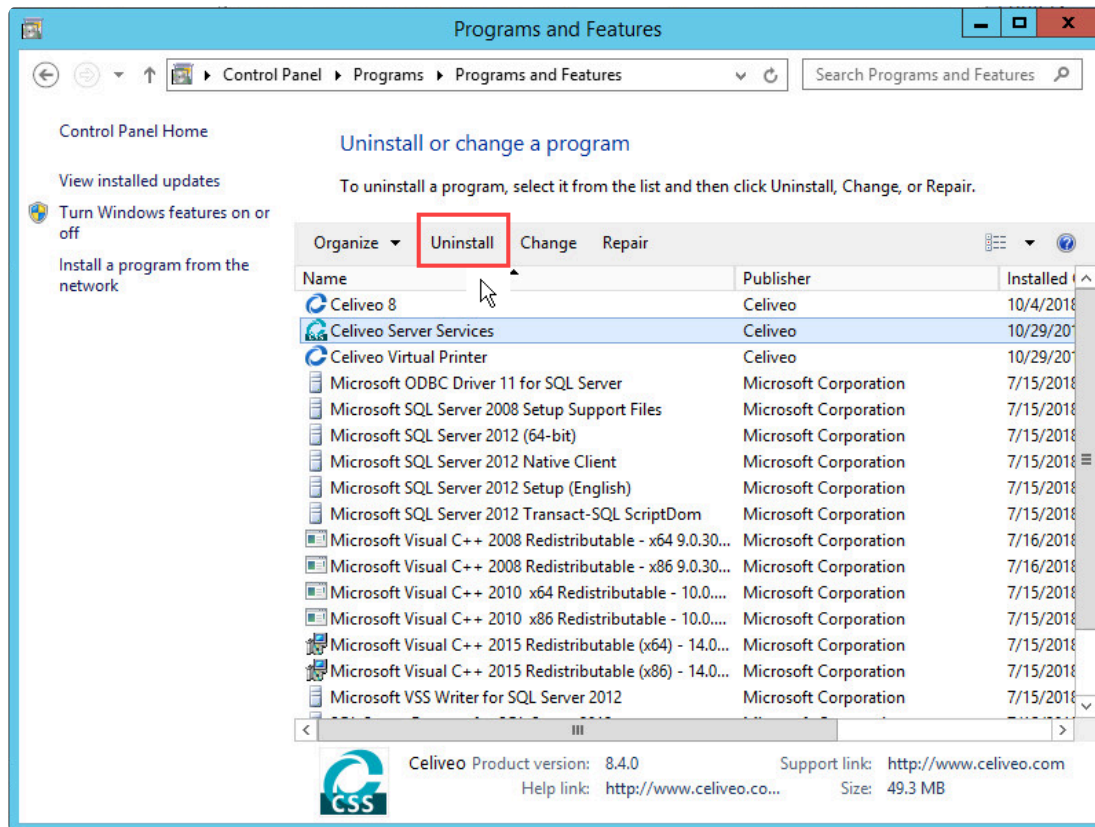 Programs and Features
Control Panel Programs Programs and Features
Search Programs and Features
Control Panel Home
View installed updates
Turn Windows features on or
off
Install a program from the
network
Uninstall or change a program
To uninstall a program, select it from the list and then click Uninstall, Change, or Repair.
Organize Uninstall Change Repair
Name Publisher Installed
Celiveo 8 Celiveo 10/4/2018
Celiveo Server Services Celiveo 10/29/201
Celiveo Virtual Printer Celiveo 10/29/201
Microsoft ODBC Driver 11 for SQL Server Microsoft Corporation 7/15/2018
Microsoft SQL Server 2008 Setup Support Files Microsoft Corporation 7/15/2018
Microsoft SQL Server 2012 (64-bit) Microsoft Corporation 7/15/2018
Microsoft SQL Server 2012 Native Client Microsoft Corporation 7/15/2018
Microsoft SQL Server 2012 Setup (English) Microsoft Corporation 7/15/2018
Microsoft SQL Server 2012 Transact-SQL ScriptDom Microsoft Corporation 7/15/2018
Microsoft Visual C++ 2008 Redistributable - x64 9.0.30... Microsoft Corporation 7/16/2018
Microsoft Visual C++ 2008 Redistributable - x86 9.0.30... Microsoft Corporation 7/16/2018
Microsoft Visual C++ 2010 x64 Redistributable - 10.0.... Microsoft Corporation 7/15/2018
Microsoft Visual C++ 2010 x86 Redistributable - 10.0.... Microsoft Corporation 7/15/2018
Microsoft Visual C++ 2015 Redistributable (x64) - 14.0... Microsoft Corporation 7/15/2018
Microsoft Visual C++ 2015 Redistributable (x86) - 14.0... Microsoft Corporation 7/15/2018
Microsoft VSS Writer for SQL Server 2012 Microsoft Corporation 7/15/2018
Celiveo Product version: 8.4.0 Support link: http://www.celiveo.com
Help link: http://www.celiveo.co... Size: 49.3 MB
CSS